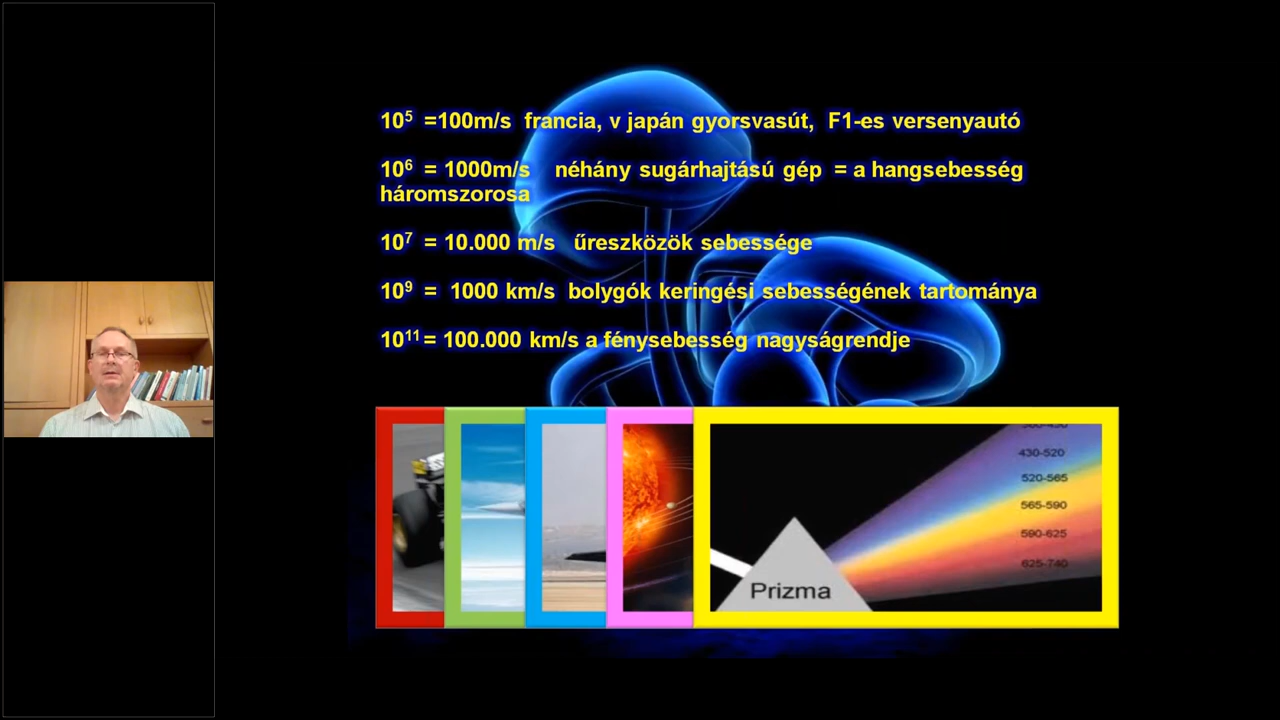 10⁵ =100m/s francia, v japán gyorsvasút, F1-es versenyautó
10⁶ = 1000m/s néhány sugárhajtású gép = a hangsebesség
háromszorosa
10⁷ = 10.000 m/s űreszközök sebessége
10⁹ = 1000 km/s bolygók keringési sebességének tartománya
10¹¹ = 100.000 km/s a fénysebesség nagyságrendje
430-520
520-565
565-590
590-625
625-740
Prizma